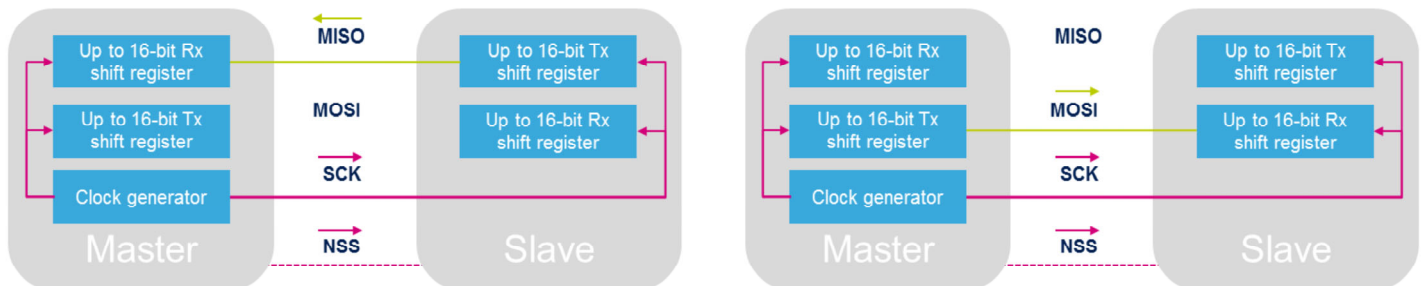 MISO
Up to 16-bit Rx
shift register
Up to 16-bit Tx
shift register
MOSI
Up to 16-bit Tx
shift register
Up to 16-bit Rx
shift register
SCK
Clock generator
Master
NSS
Slave
MISO
Up to 16-bit Rx
shift register
Up to 16-bit Tx
shift register
MOSI
Up to 16-bit Tx
shift register
Up to 16-bit Rx
shift register
SCK
Clock generator
Master
NSS
Slave